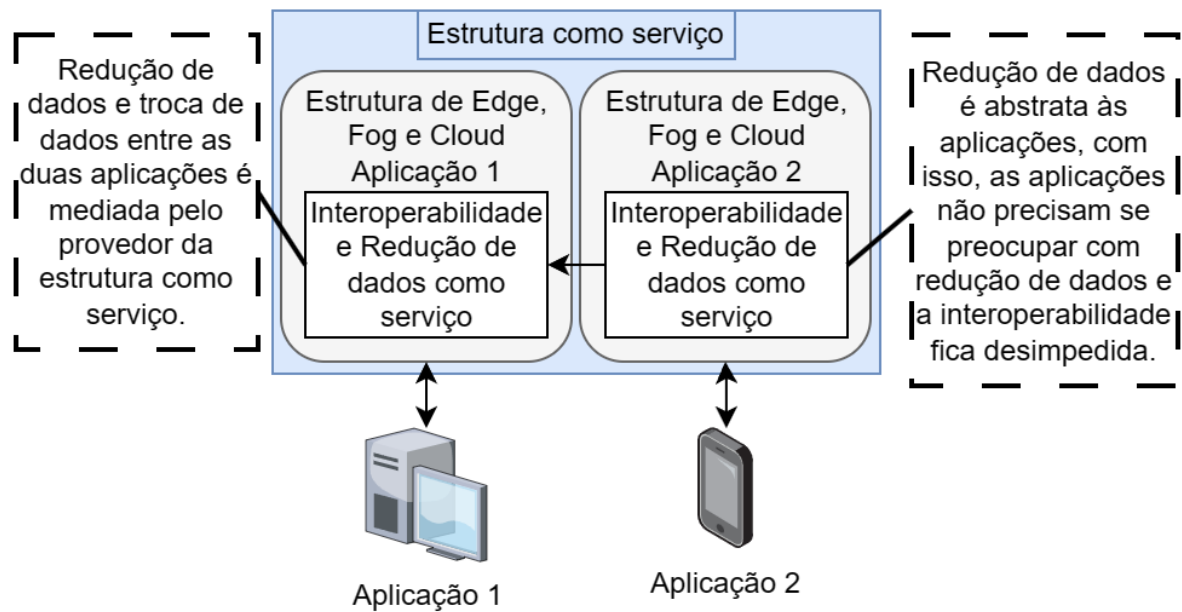 Estrutura como serviço
Redução de
dados e troca de
dados entre as
duas aplicações é
mediada pelo
provedor da
estrutura como
serviço.
Estrutura de Edge,
Fog e Cloud
Aplicação 1
Interoperabilidade
e Redução de
dados como
serviço
Estrutura de Edge,
Fog e Cloud
Aplicação 2
Interoperabilidade
e Redução de
dados como
serviço
Redução de dados
é abstrata às
aplicações, com
isso, as aplicações
não precisam se
preocupar com
redução de dados e
a interoperabilidade
fica desimpedida.
Aplicação 1
Aplicação 2